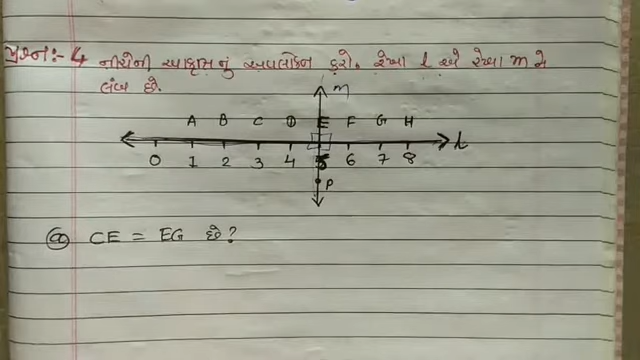 પ્રશ્ન:- 4 નીચેની આકૃતિનું અવલોકન કરો. રેખા l એ રેખા m ને
લંબ છે.
m
A B C D E F G H
l
0 1 2 3 4 5 6 7 8
P
(a) CE = EG છે?